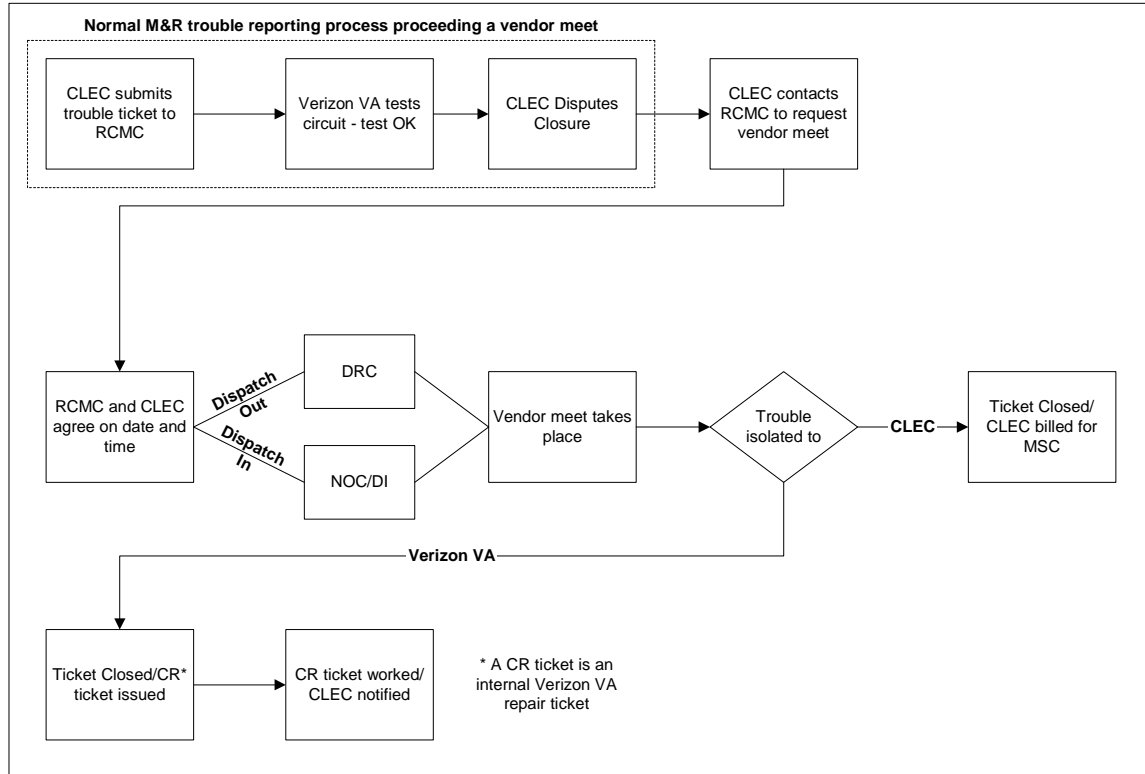 Normal M&R trouble reporting process proceeding a vendor meet
CLEC submits
trouble ticket to
RCMC
Verizon VA tests
circuit - test OK
CLEC Disputes
Closure
CLEC contacts
RCMC to request
vendor meet
RCMC and CLEC
agree on date and
time
Dispatch
Out
Dispatch
In
DRC
NOC/DI
Vendor meet takes
place
Trouble
isolated to
CLEC
Ticket Closed/
CLEC billed for
MSC
Verizon VA
Ticket Closed/CR*
ticket issued
CR ticket worked/
CLEC notified
* A CR ticket is an
internal Verizon VA
repair ticket